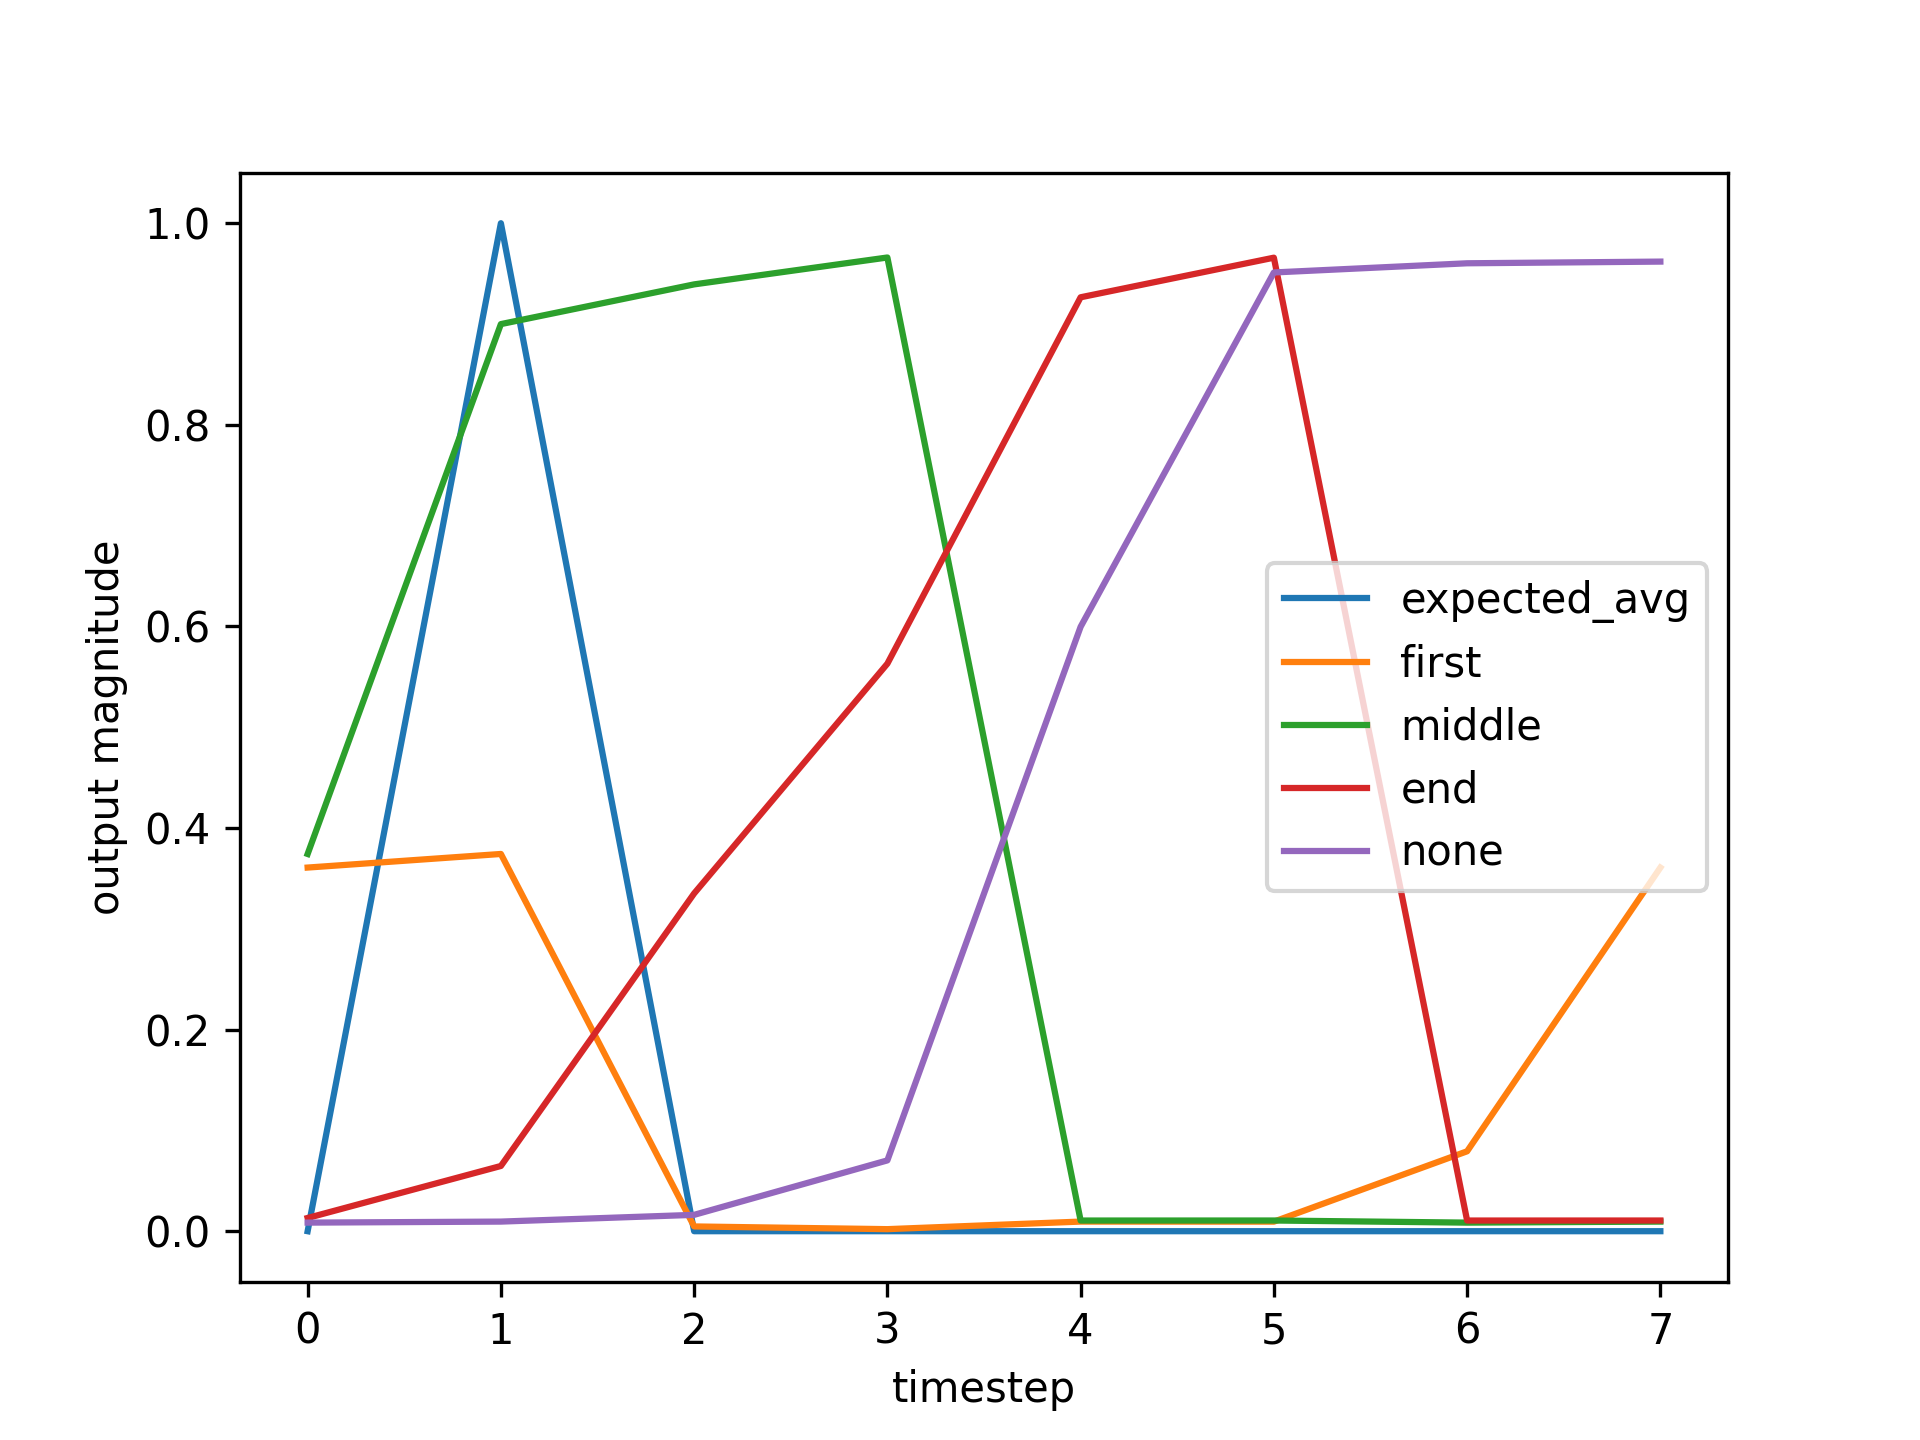 1.0
0.8
0.6
0.4
0.2
0.0
output magnitude
expected_avg
first
middle
end
none
0 1 2 3 4 5 6 7
timestep